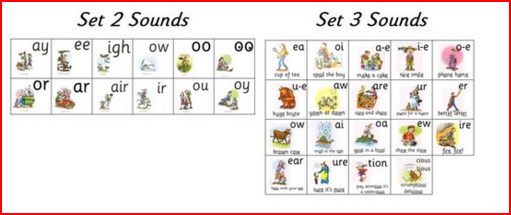 Set 2 Sounds
ay ee igh ow oo oo
or ar air ir ou oy
Set 3 Sounds
ea oi a-e i-e o-e
cup of tea spoil the boy make a cake nice smile phone home
u-e aw are ur er
huge brute yawn at dawn care and share better letter
ow ai oa ew ire
brown cow snail in the rain goat in a boat chew the stew fire, fire!
ear ure tion cious
tious
hear with your ear sure it's pure scrumptious
delicious